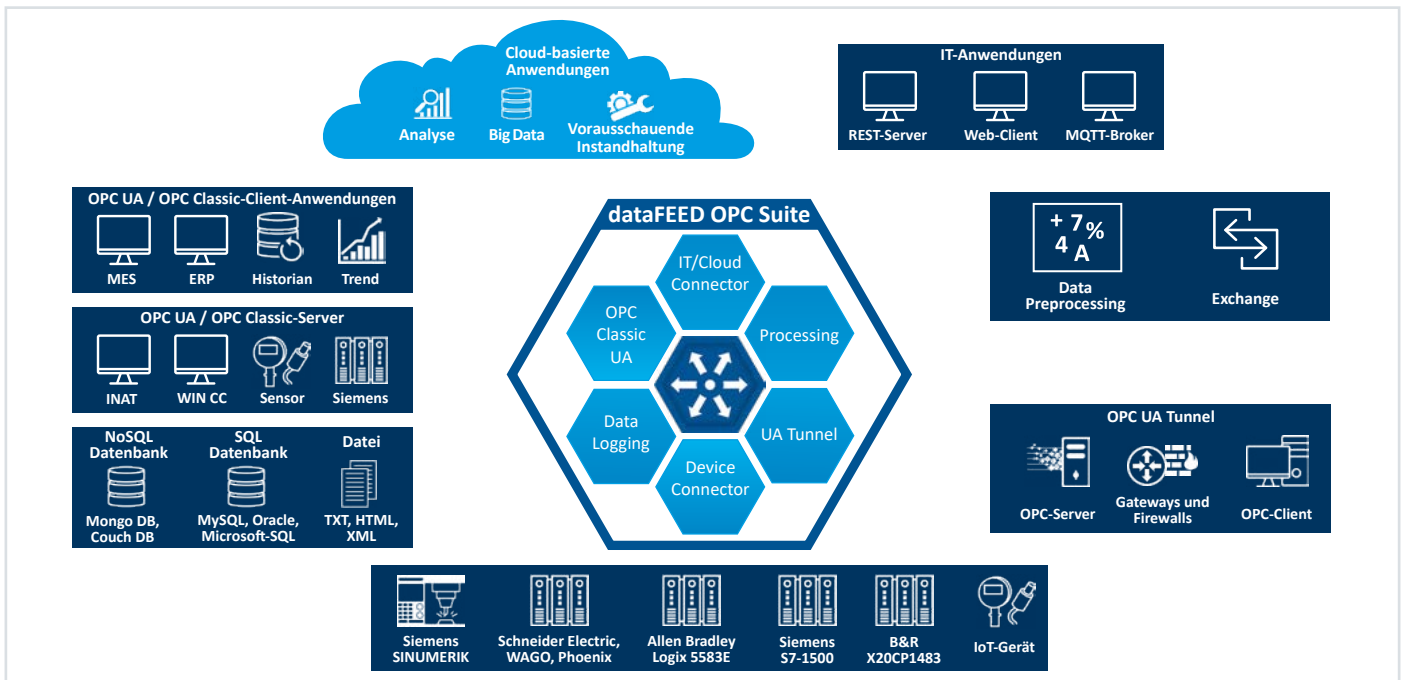 Cloud-basierte
Anwendungen
Analyse
Big Data
Vorausschauende
Instandhaltung
IT-Anwendungen
REST-Server
Web-Client
MQTT-Broker
OPC UA / OPC Classic-Client-Anwendungen
MES
ERP
Historian
Trend
OPC UA / OPC Classic-Server
INAT
WIN CC
Sensor
Siemens
NoSQL
Datenbank
Mongo DB,
Couch DB
SQL
Datenbank
MySQL, Oracle,
Microsoft-SQL
Datei
TXT, HTML,
XML
dataFEED OPC Suite
IT/Cloud
Connector
OPC
Classic
UA
Processing
Data
Logging
UA Tunnel
Device
Connector
+ 7%
4 A
Data
Preprocessing
Exchange
OPC UA Tunnel
OPC-Server
Gateways und
Firewalls
OPC-Client
Siemens
SINUMERIK
Schneider Electric,
WAGO, Phoenix
Allen Bradley
Logix 5583E
Siemens
S7-1500
B&R
X20CP1483
IoT-Gerät